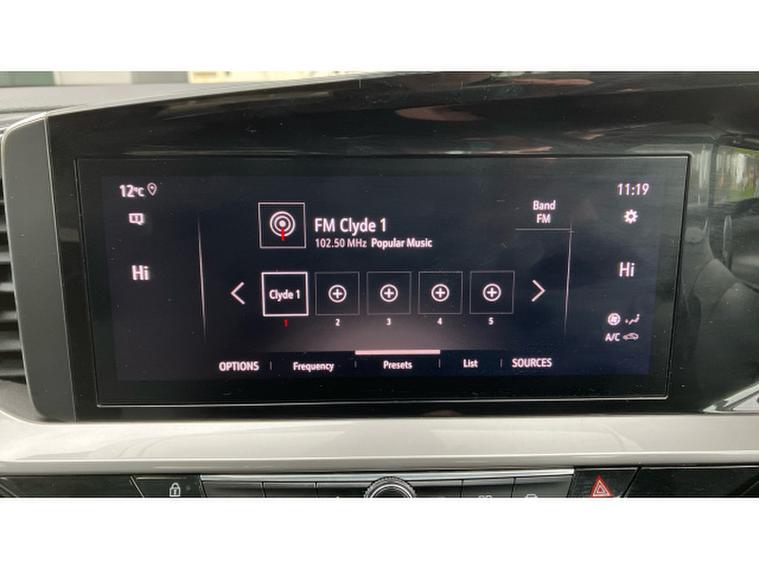 12°C
11:19
FM Clyde 1
102.50 MHz Popular Music
Band
FM
Hi
Hi
Clyde 1
1
2
3
4
5
A/C
OPTIONS
Frequency
Presets
List
SOURCES